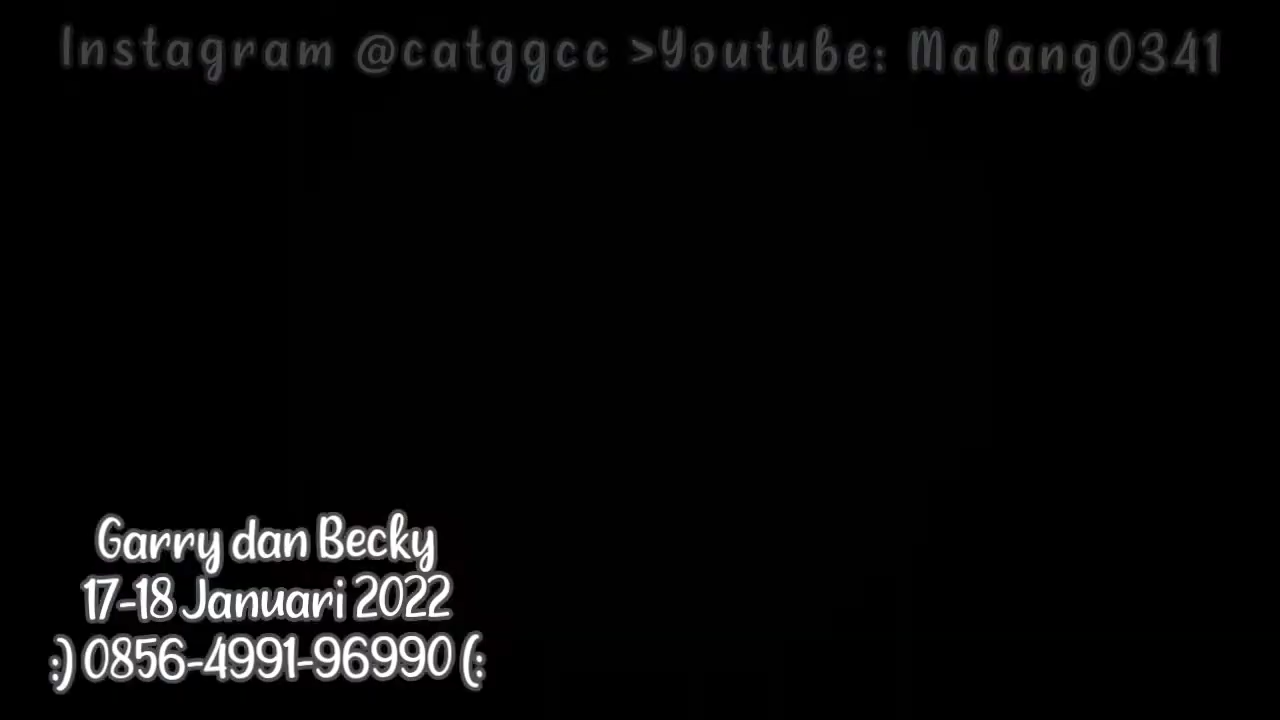 Instagram @catggcc >Youtube: Malang0341
Garry dan Becky
17-18 Januari 2022
:) 0856-4991-96990 (: